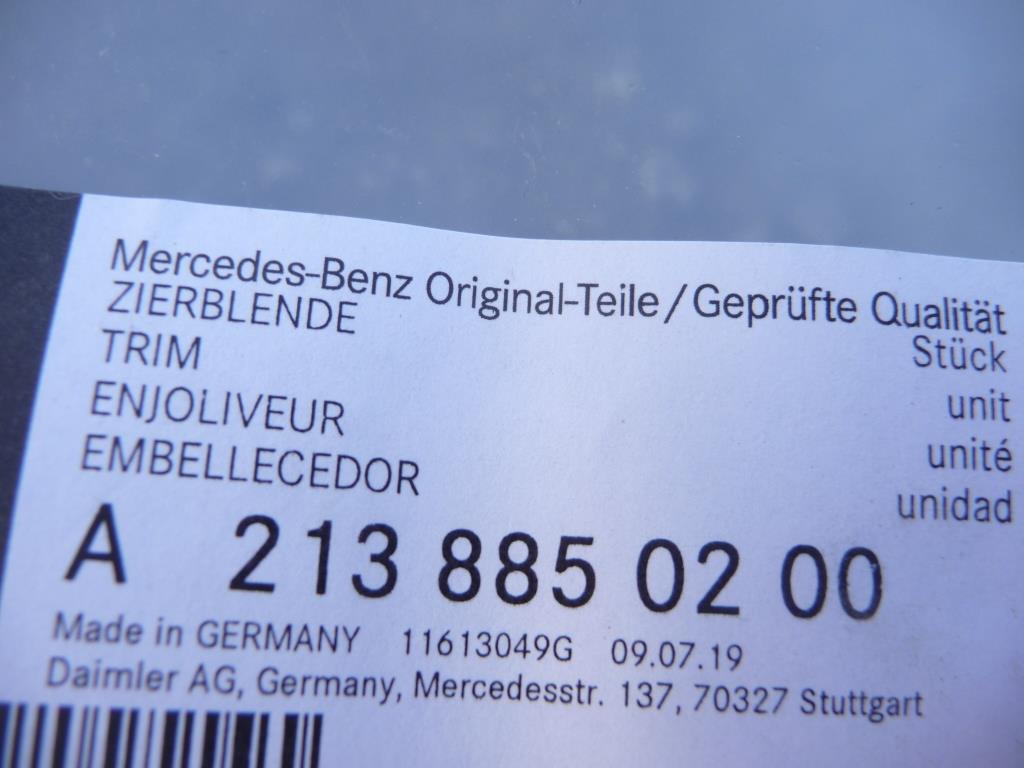 Mercedes-Benz Original-Teile/Geprüfte Qualität
ZIERBLENDE Stück
TRIM unit
ENJOLIVEUR unité
EMBELLECEDOR unidad
A 213 885 02 00
Made in GERMANY 11613049G 09.07.19
Daimler AG, Germany, Mercedesstr. 137, 70327 Stuttgart